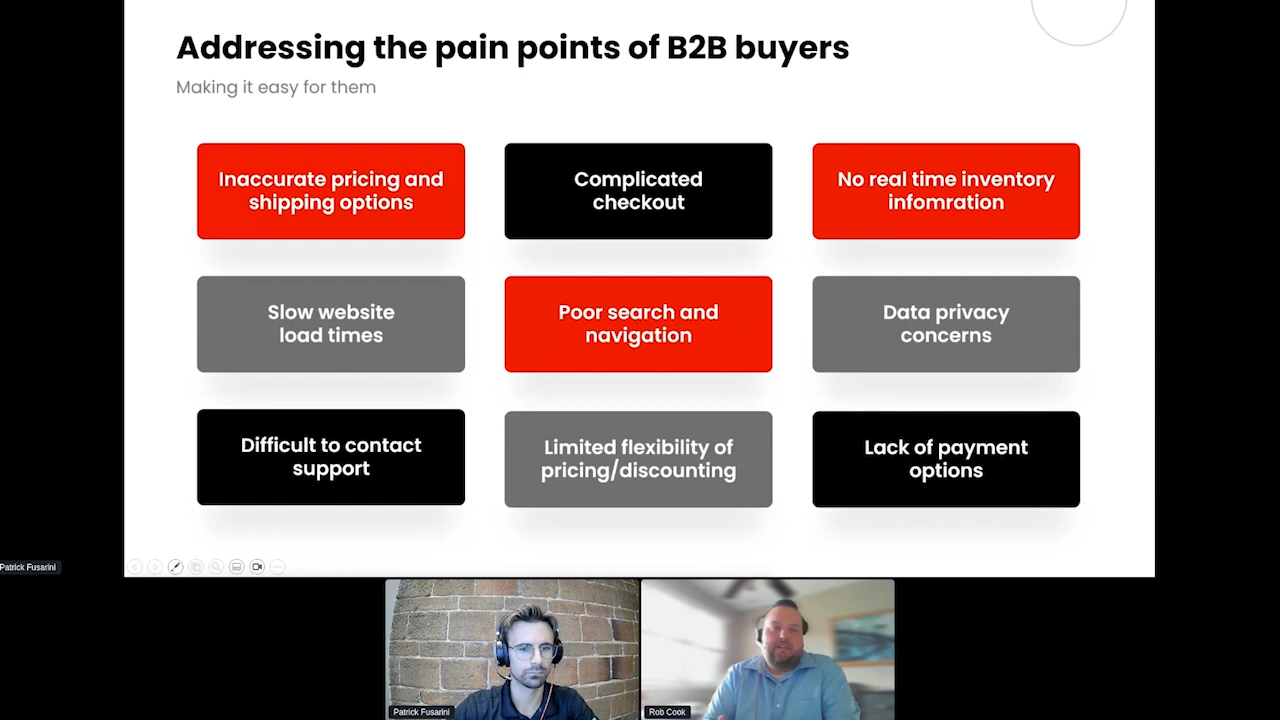 Addressing the pain points of B2B buyers
Making it easy for them
Inaccurate pricing and
shipping options
Complicated
checkout
No real time inventory
infomration
Slow website
load times
Poor search and
navigation
Data privacy
concerns
Difficult to contact
support
Limited flexibility of
pricing/discounting
Lack of payment
options
Patrick Fusarini
Patrick Fusarini
Rob Cook